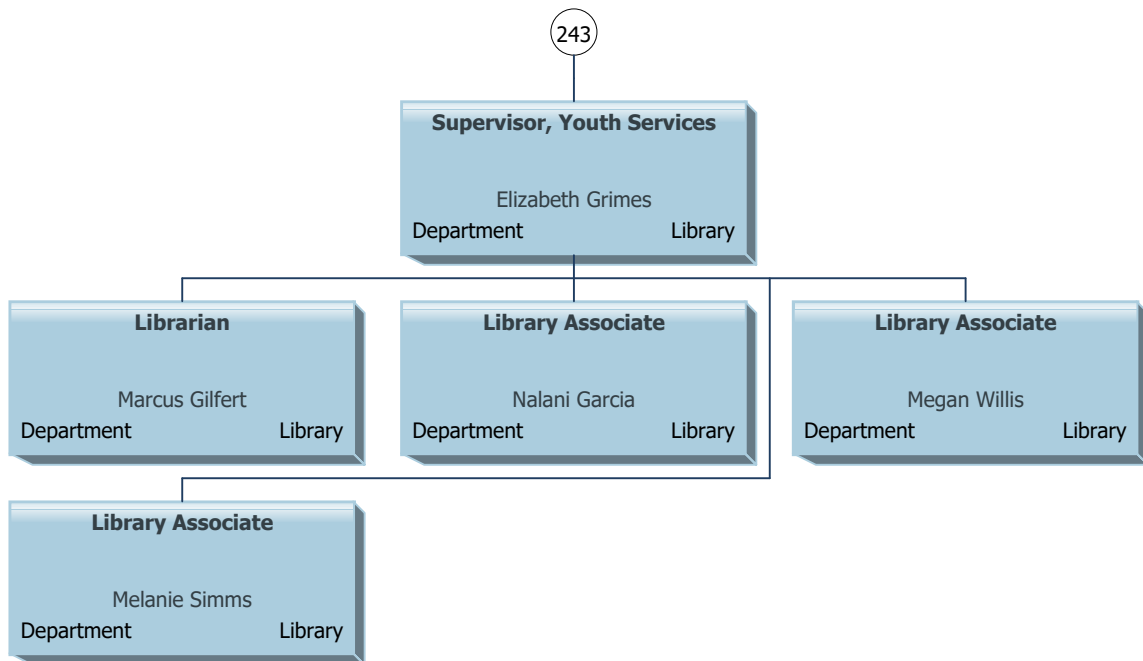 243
Supervisor, Youth Services
Elizabeth Grimes
Department Library
Librarian
Marcus Gilfert
Department Library
Library Associate
Nalani Garcia
Department Library
Library Associate
Megan Willis
Department Library
Library Associate
Melanie Simms
Department Library